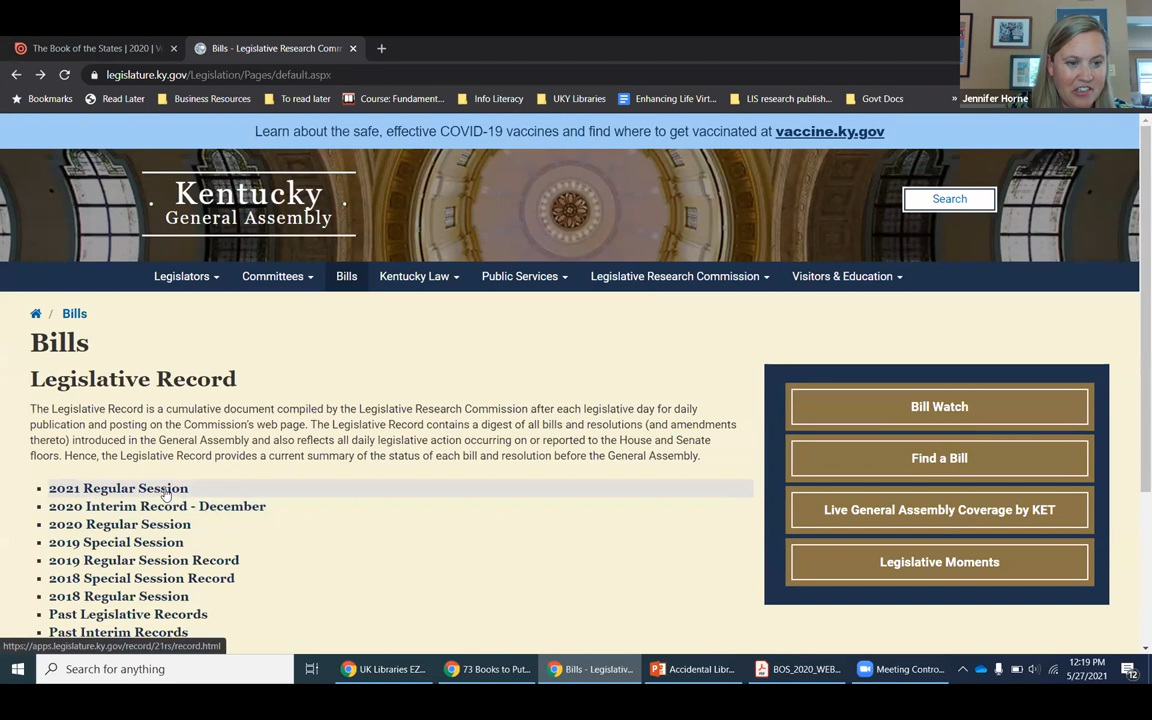 The Book of the States | 2020 | V
Bills - Legislative Research Comm
legislature.ky.gov/Legislation/Pages/default.aspx
Bookmarks
Read Later
Business Resources
To read later
Course: Fundament...
Info Literacy
UKY Libraries
Enhancing Life Virt...
LIS research publish...
Govt Docs
»
Jennifer Horne
Learn about the safe, effective COVID-19 vaccines and find where to get vaccinated at vaccine.ky.gov
. Kentucky .
General Assembly
Search
Legislators
Committees
Bills
Kentucky Law
Public Services
Legislative Research Commission
Visitors & Education
/ Bills
Bills
Legislative Record
The Legislative Record is a cumulative document compiled by the Legislative Research Commission after each legislative day for daily
publication and posting on the Commission's web page. The Legislative Record contains a digest of all bills and resolutions (and amendments
thereto) introduced in the General Assembly and also reflects all daily legislative action occurring on or reported to the House and Senate
floors. Hence, the Legislative Record provides a current summary of the status of each bill and resolution before the General Assembly.
2021 Regular Session
2020 Interim Record - December
2020 Regular Session
2019 Special Session
2019 Regular Session Record
2018 Special Session Record
2018 Regular Session
Past Legislative Records
Past Interim Records
Bill Watch
Find a Bill
Live General Assembly Coverage by KET
Legislative Moments
https://apps.legislature.ky.gov/record/21rs/record.html
Search for anything
UK Libraries EZ...
73 Books to Put...
Bills - Legislativ...
Accidental Libr...
BOS_2020_WEB...
Meeting Contro...
12:19 PM
5/27/2021
12